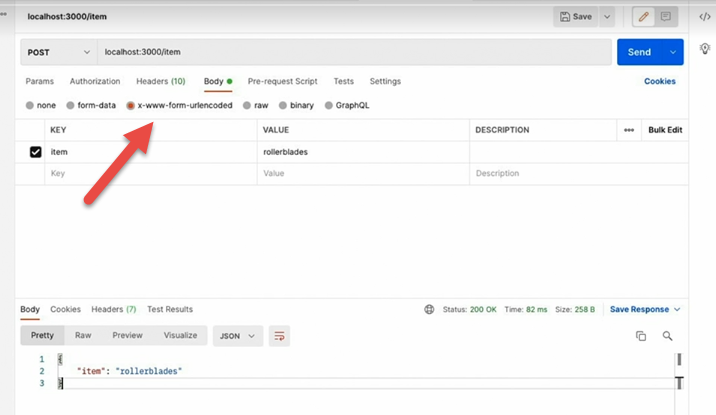 localhost:3000/item Save
POST localhost:3000/item Send
Params Authorization Headers (10) Body Pre-request Script Tests Settings Cookies
none form-data x-www-form-urlencoded raw binary GraphQL
KEY VALUE DESCRIPTION ••• Bulk Edit
item rollerblades
Key Value Description
Body Cookies Headers (7) Test Results Status: 200 OK Time: 82 ms Size: 258 B Save Response
Pretty Raw Preview Visualize JSON
1 {
2 "item": "rollerblades"
3 }